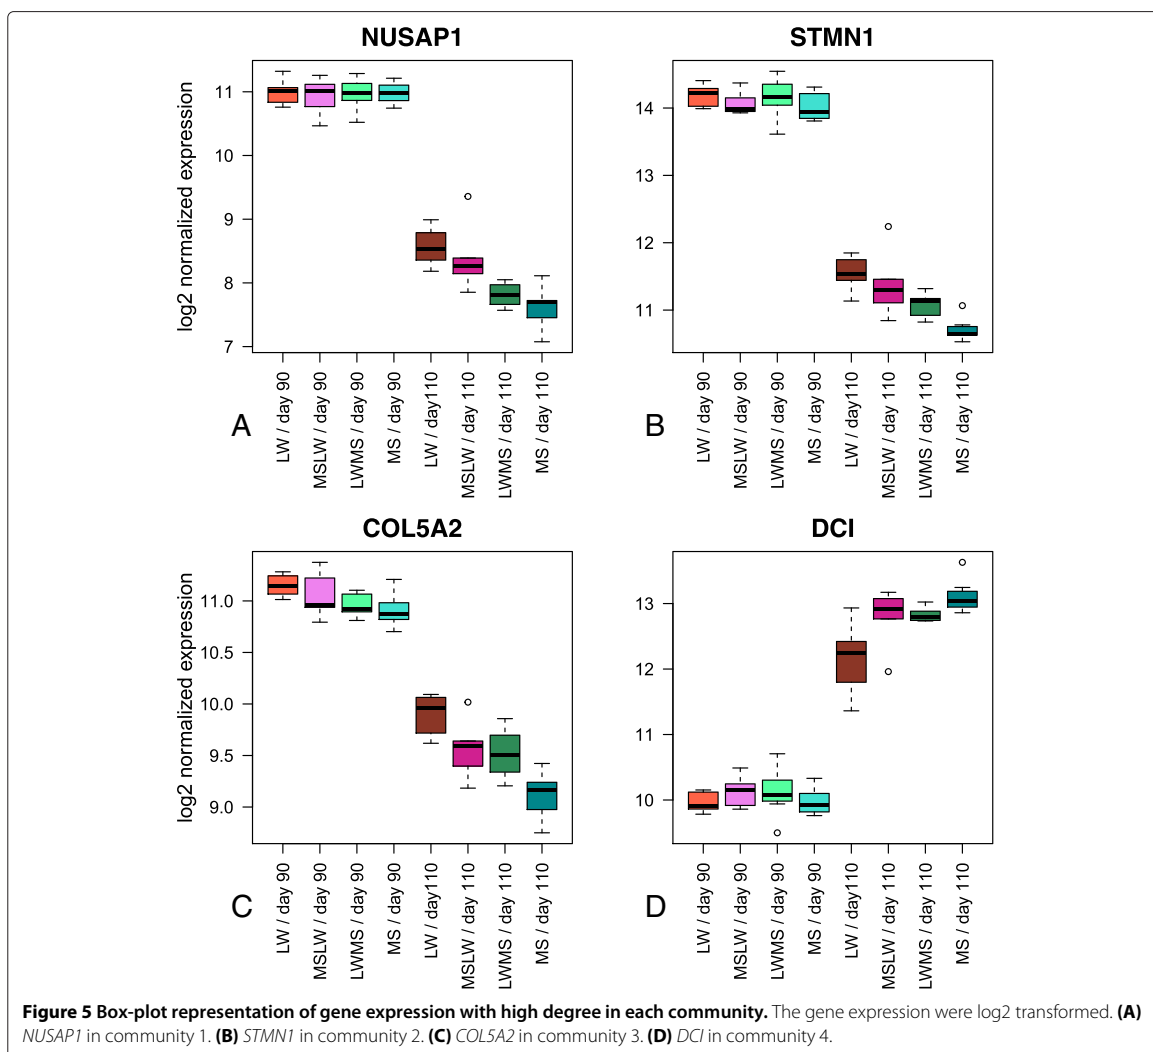 NUSAP1
log2 normalized expression
11
10
9
8
7
LW / day 90
MSLW / day 90
LWMS / day 90
MS / day 90
LW / day110
MSLW / day 110
LWMS / day 110
MS / day 110
A
STMN1
14
13
12
11
LW / day 90
MSLW / day 90
LWMS / day 90
MS / day 90
LW / day110
MSLW / day 110
LWMS / day 110
MS / day 110
B
COL5A2
log2 normalized expression
11.0
10.5
10.0
9.5
9.0
LW / day 90
MSLW / day 90
LWMS / day 90
MS / day 90
LW / day110
MSLW / day 110
LWMS / day 110
MS / day 110
C
DCI
13
12
11
10
LW / day 90
MSLW / day 90
LWMS / day 90
MS / day 90
LW / day110
MSLW / day 110
LWMS / day 110
MS / day 110
D
Figure 5 Box-plot representation of gene expression with high degree in each community. The gene expression were log2 transformed. (A)
NUSAP1 in community 1. (B) STMN1 in community 2. (C) COL5A2 in community 3. (D) DCI in community 4.